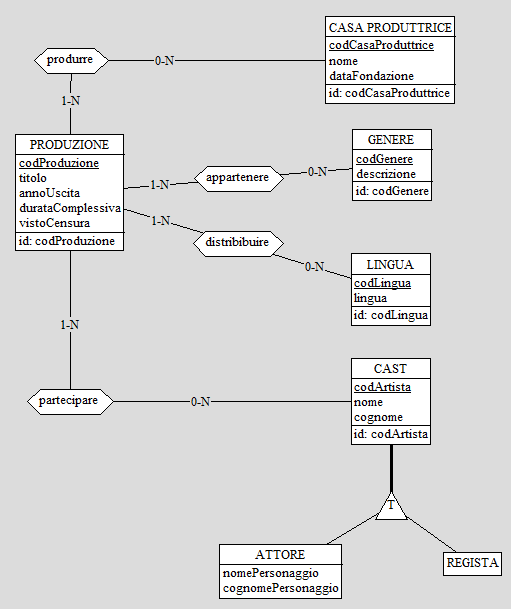 CASA PRODUTTRICE
codCasaProduttrice
nome
dataFondazione
id: codCasaProduttrice
produrre
0-N
1-N
PRODUZIONE
codProduzione
titolo
annoUscita
durataComplessiva
vistoCensura
id: codProduzione
GENERE
codGenere
descrizione
id: codGenere
appartenere
1-N
0-N
1-N
distribibuire
0-N
LINGUA
codLingua
lingua
id: codLingua
1-N
CAST
codArtista
nome
cognome
id: codArtista
partecipare
0-N
T
ATTORE
nomePersonaggio
cognomePersonaggio
REGISTA